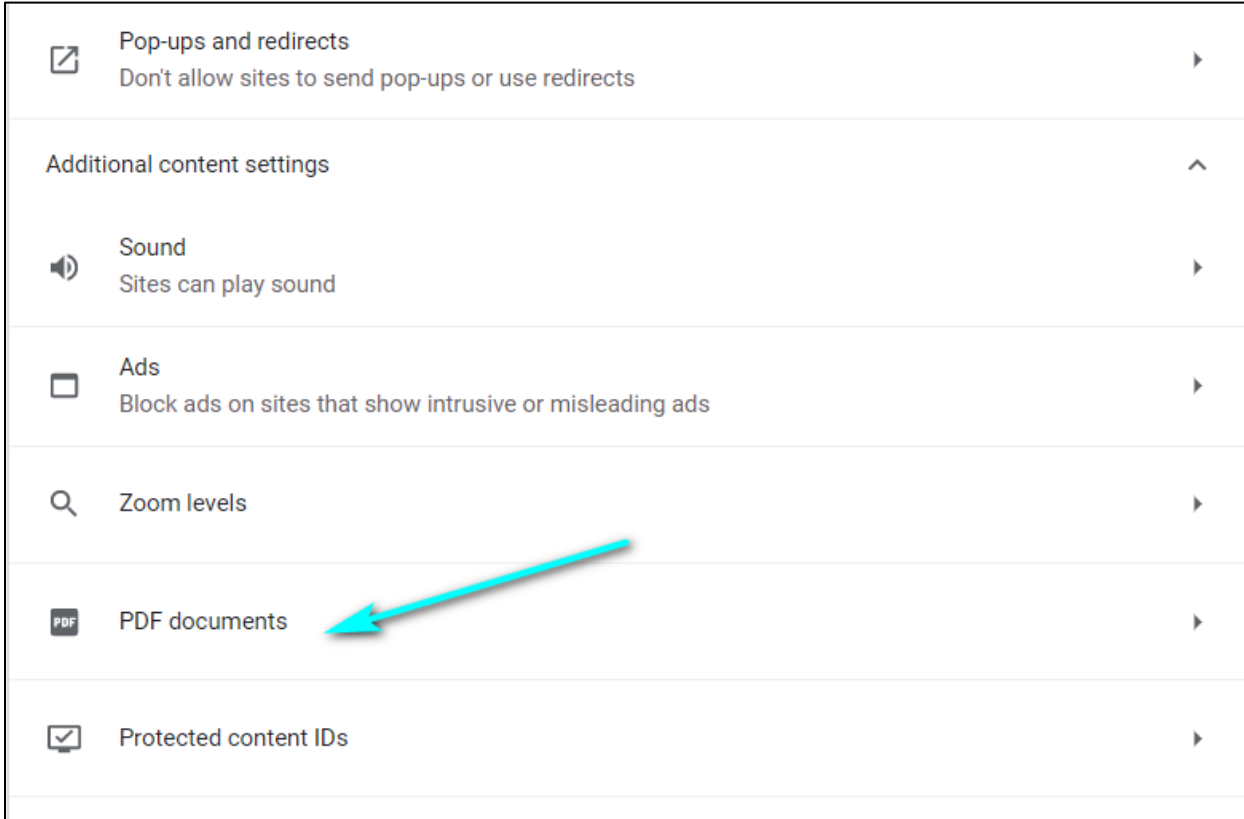 Pop-ups and redirects
Don't allow sites to send pop-ups or use redirects
Additional content settings
Sound
Sites can play sound
Ads
Block ads on sites that show intrusive or misleading ads
Zoom levels
PDF
PDF documents
Protected content IDs